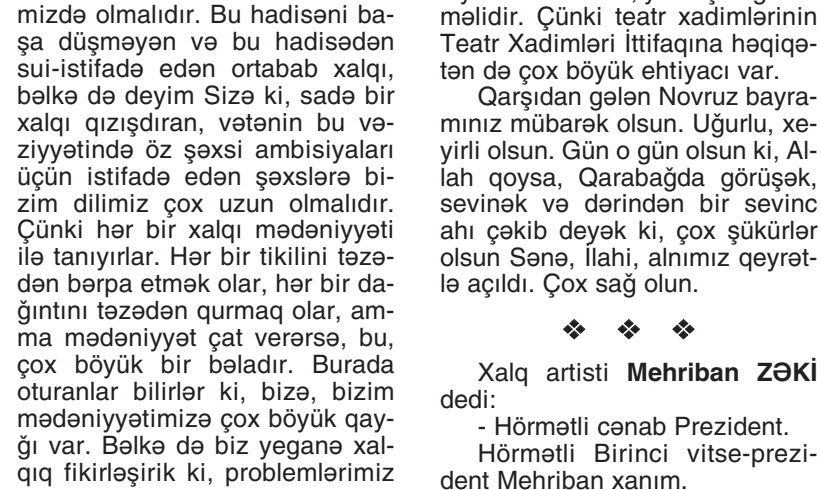 mizdə olmalıdır. Bu hadisəni ba-
şa düşməyən və bu hadisədən
sui-istifadə edən ortabab xalqı,
bəlkə də deyim Sizə ki, sadə bir
xalqı qızışdıran, vətənin bu və-
ziyyətində öz şəxsi ambisiyaları
üçün istifadə edən şəxslərə bi-
zim dilimiz çox uzun olmalıdır.
Çünki hər bir xalqı mədəniyyəti
ilə tanıyırlar. Hər bir tikilini təzə-
dən bərpa etmək olar, hər bir da-
ğıntını təzədən qurmaq olar, am-
ma mədəniyyət çat verərsə, bu,
çox böyük bir bəladır. Burada
oturanlar bilirlər ki, bizə, bizim
mədəniyyətimizə çox böyük qay-
ğı var. Bəlkə də biz yeganə xal-
qıq fikirləşirik ki, problemlərimiz
məlidir. Çünki teatr xadimlərinin
Teatr Xadimləri İttifaqına həqiqə-
tən də çox böyük ehtiyacı var.
Qarşıdan gələn Novruz bayra-
mınız mübarək olsun. Uğurlu, xe-
yirli olsun. Gün o gün olsun ki, Al-
lah qoysa, Qarabağda görüşək,
sevinək və dərindən bir sevinc
ahı çəkib deyək ki, çox şükürlər
olsun Sənə, İlahi, alnımız qeyrət-
lə açıldı. Çox sağ olun.
❖ ❖ ❖
Xalq artisti Mehriban ZƏKİ
dedi:
- Hörmətli cənab Prezident.
Hörmətli Birinci vitse-prezi-
dent Mehriban xanım.